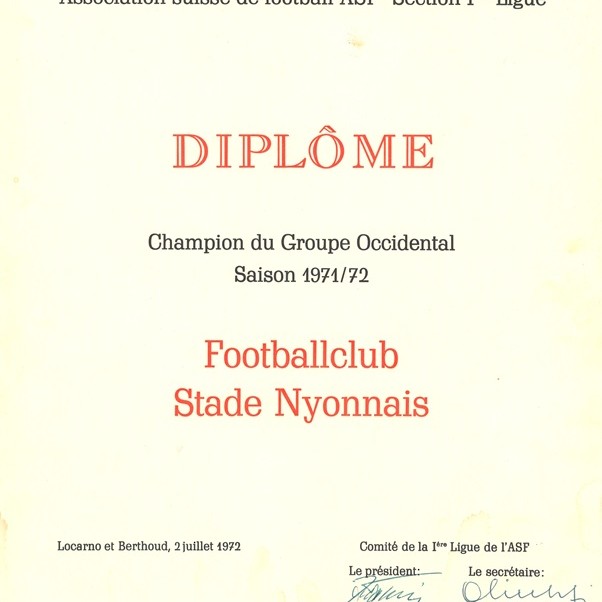 Association suisse de football ASF Section Iʳᵉ Ligue
DIPLÔME
Champion du Groupe Occidental
Saison 1971/72
Footballclub
Stade Nyonnais
Locarno et Berthoud, 2 juillet 1972
Comité de la Ière Ligue de l'ASF
Le président:
Le secrétaire: